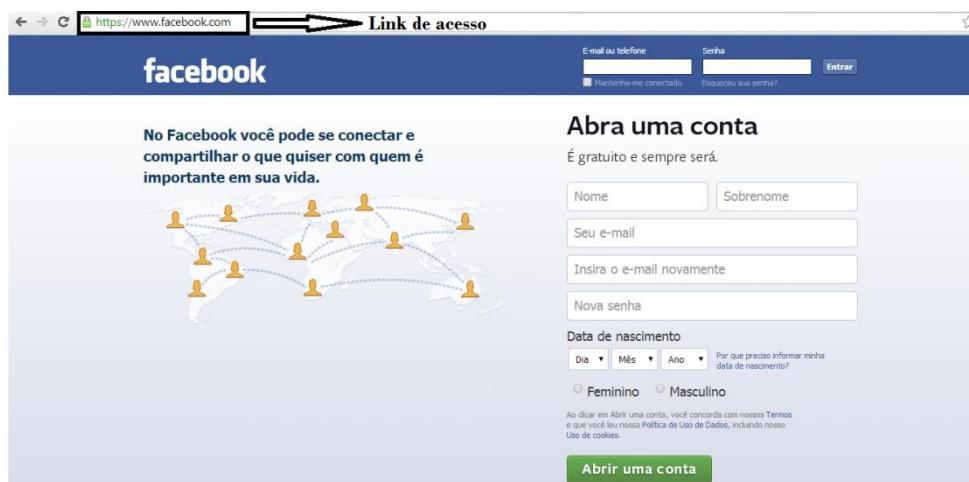 https://www.facebook.com Link de acesso
facebook
E-mail ou telefone Senha
Entrar
Mantenha-me conectado Esqueceu sua senha?
No Facebook você pode se conectar e
compartilhar o que quiser com quem é
importante em sua vida.
Abra uma conta
É gratuito e sempre será.
Nome Sobrenome
Seu e-mail
Insira o e-mail novamente
Nova senha
Data de nascimento
Dia Mês Ano Por que preciso informar minha
data de nascimento?
Feminino Masculino
Ao clicar em Abrir uma conta, você concorda com nossos Termos
e que você leu nossa Política de Uso de Dados, incluindo nosso
Uso de cookies.
Abrir uma conta